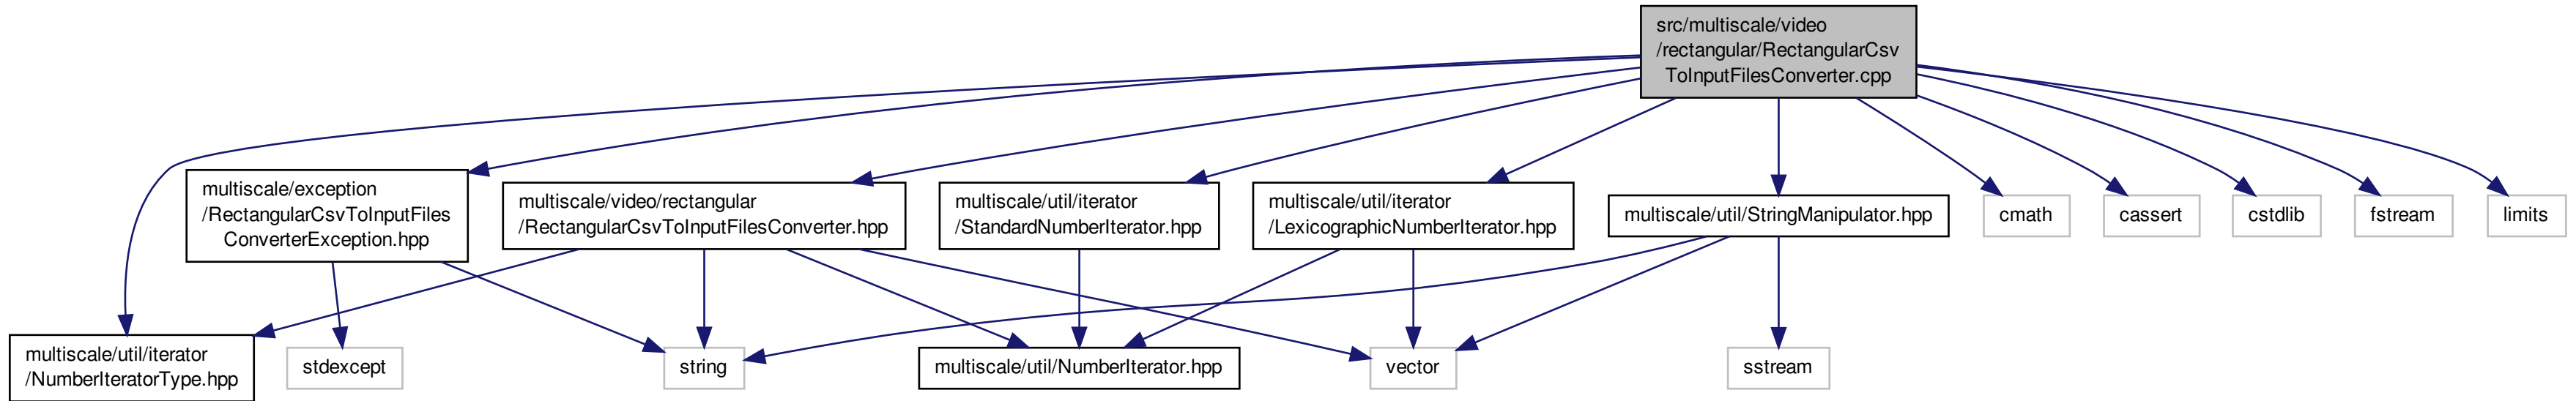 src/multiscale/video
/rectangular/RectangularCsv
ToInputFilesConverter.cpp
multiscale/exception
/RectangularCsvToInputFiles
ConverterException.hpp
multiscale/video/rectangular
/RectangularCsvToInputFilesConverter.hpp
multiscale/util/iterator
/StandardNumberIterator.hpp
multiscale/util/iterator
/LexicographicNumberIterator.hpp
multiscale/util/StringManipulator.hpp
cmath
cassert
cstdlib
fstream
limits
multiscale/util/iterator
/NumberIteratorType.hpp
stdexcept
string
multiscale/util/NumberIterator.hpp
vector
sstream